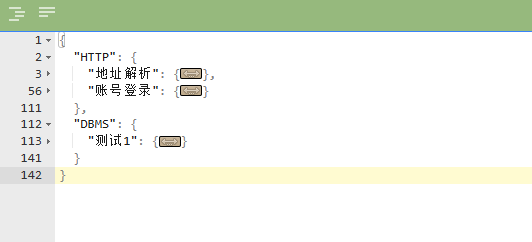 1 {
2 "HTTP": {
3 "地址解析": {},
56 "账号登录": {}
111 },
112 "DBMS": {
113 "测试1": {}
141 }
142 }